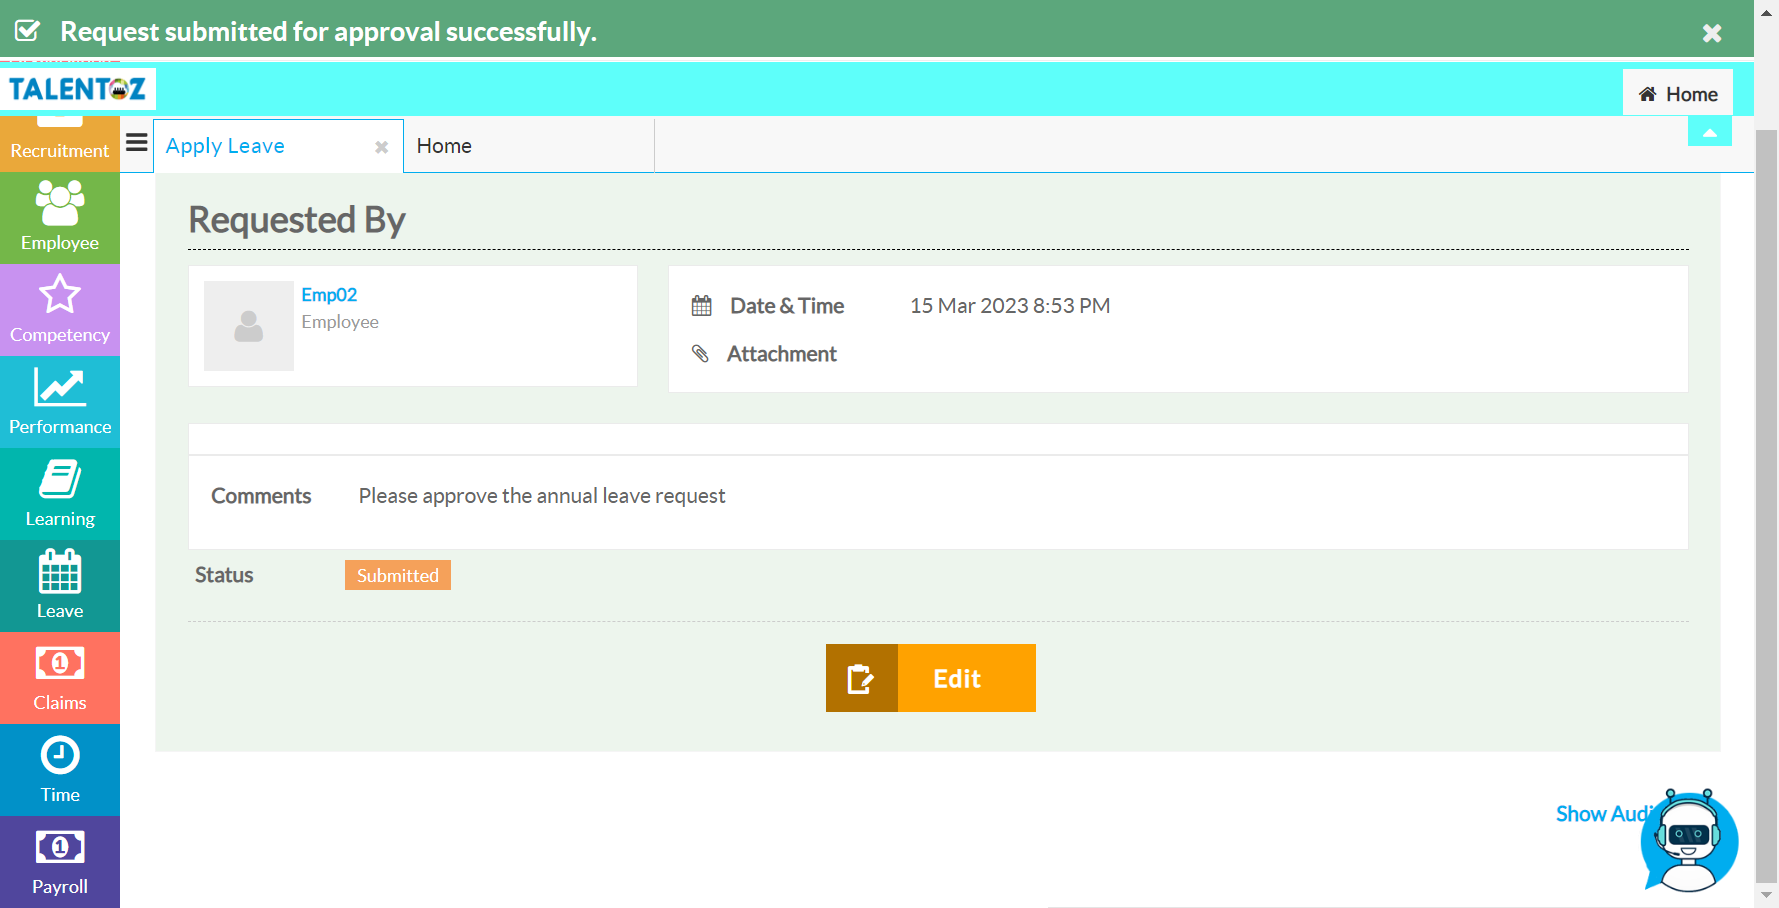 Request submitted for approval successfully.
TALENTOZ
Home
Recruitment
Apply Leave
Home
Employee
Competency
Performance
Learning
Leave
Claims
Time
Payroll
Requested By
Emp02
Employee
Date & Time 15 Mar 2023 8:53 PM
Attachment
Comments Please approve the annual leave request
Status Submitted
Edit
Show Audi